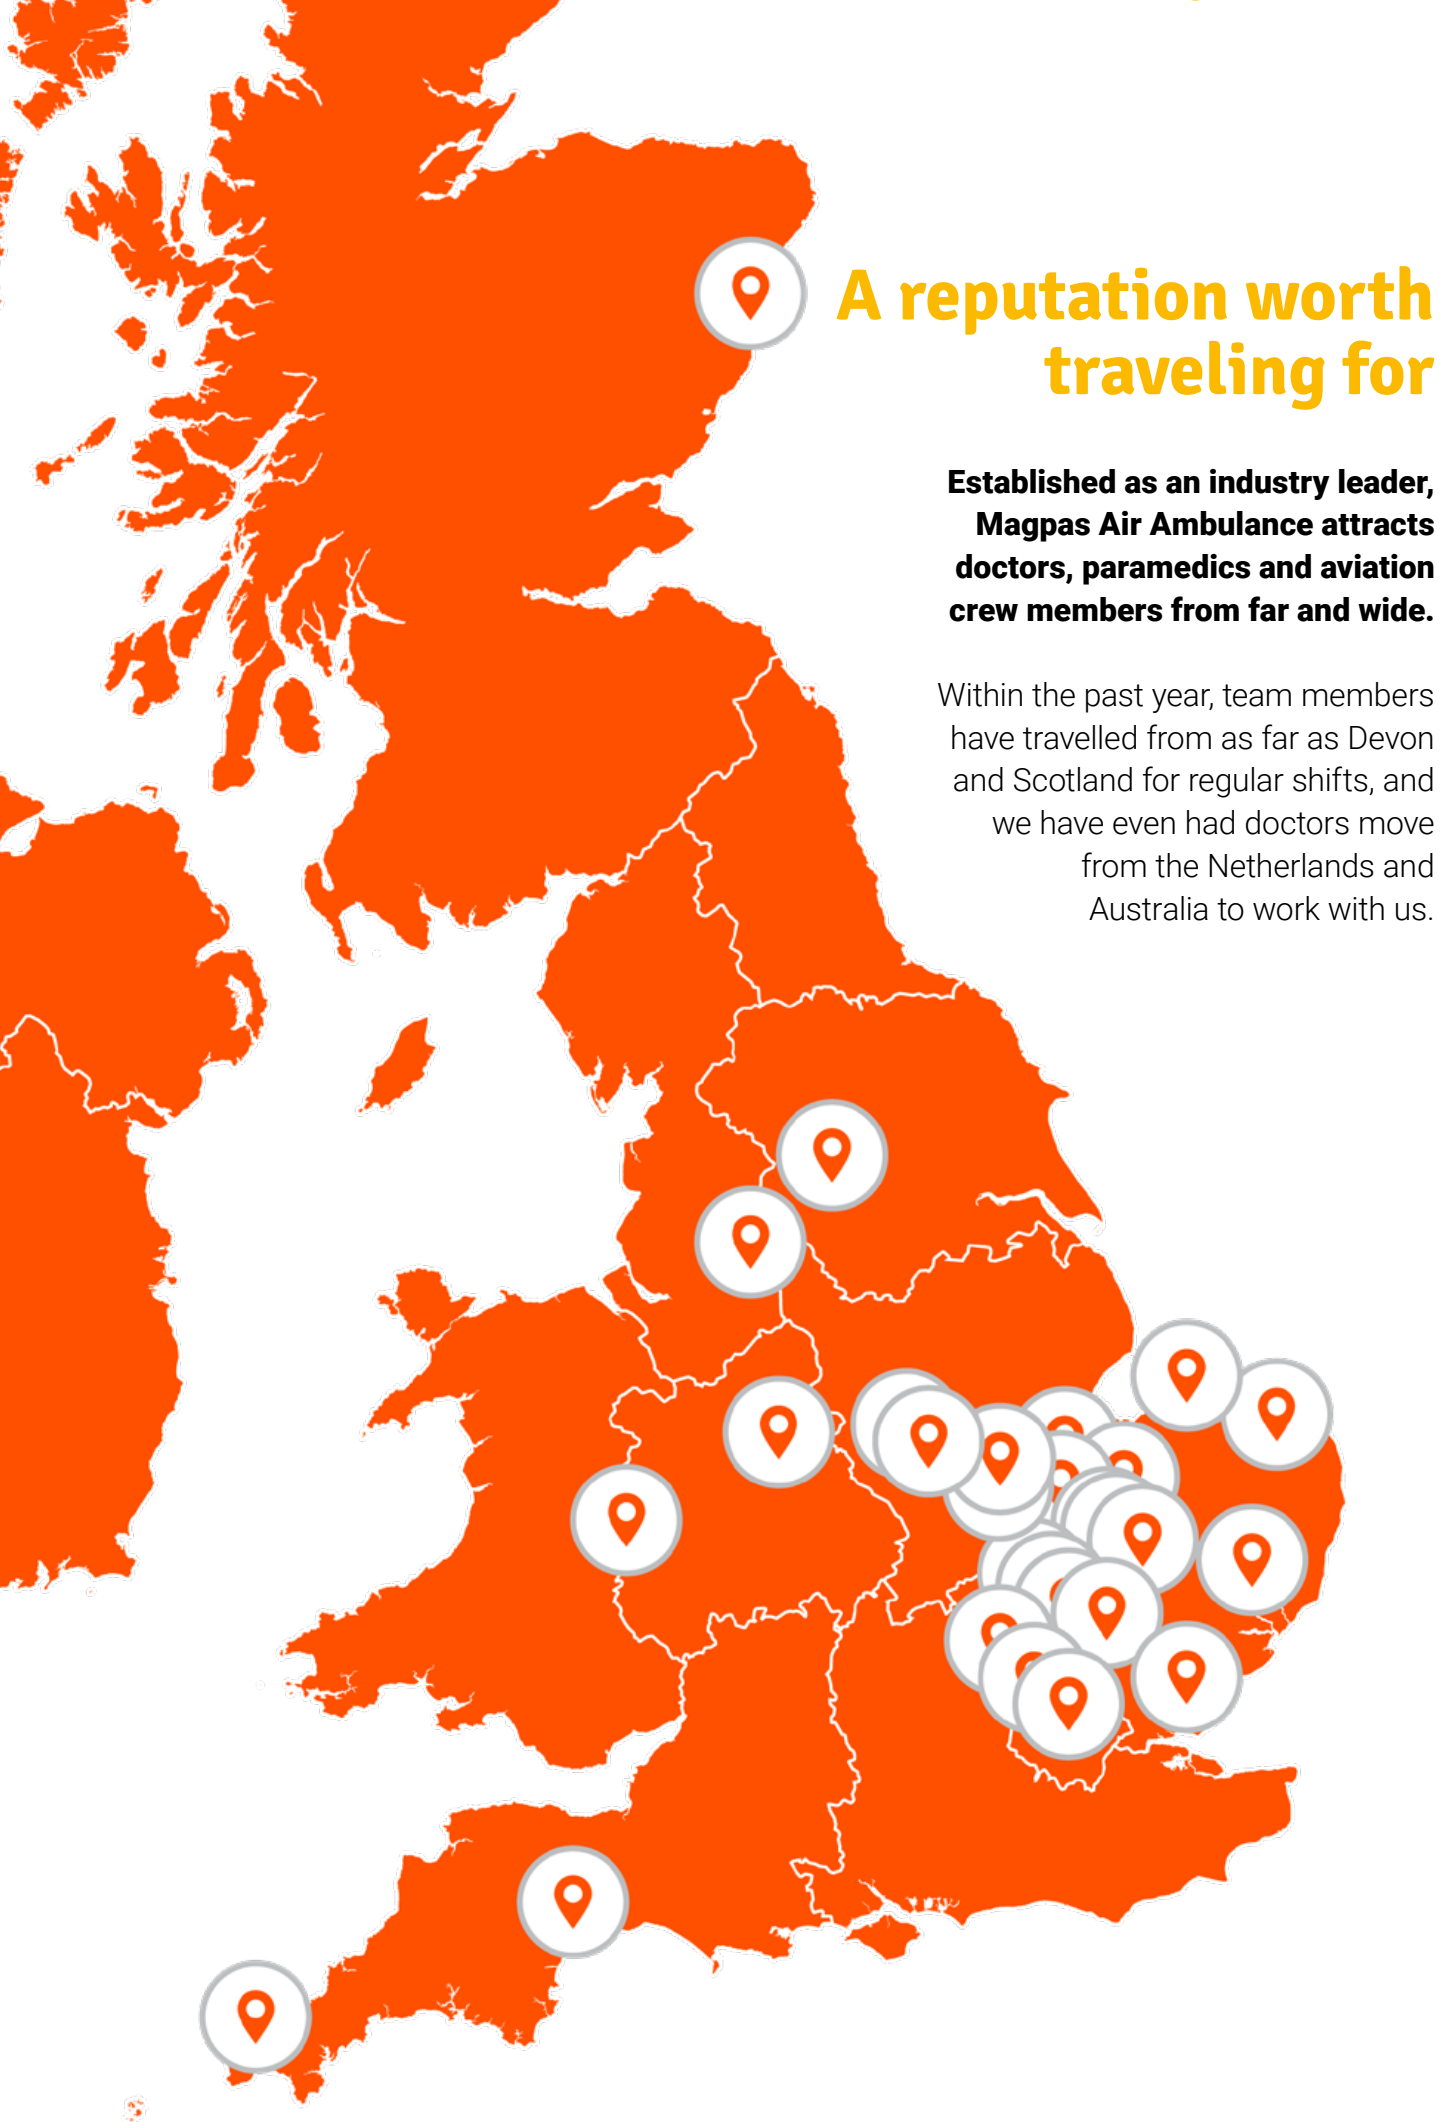 A reputation worth
traveling for
Established as an industry leader,
Magpas Air Ambulance attracts
doctors, paramedics and aviation
crew members from far and wide.
Within the past year, team members
have travelled from as far as Devon
and Scotland for regular shifts, and
we have even had doctors move
from the Netherlands and
Australia to work with us.